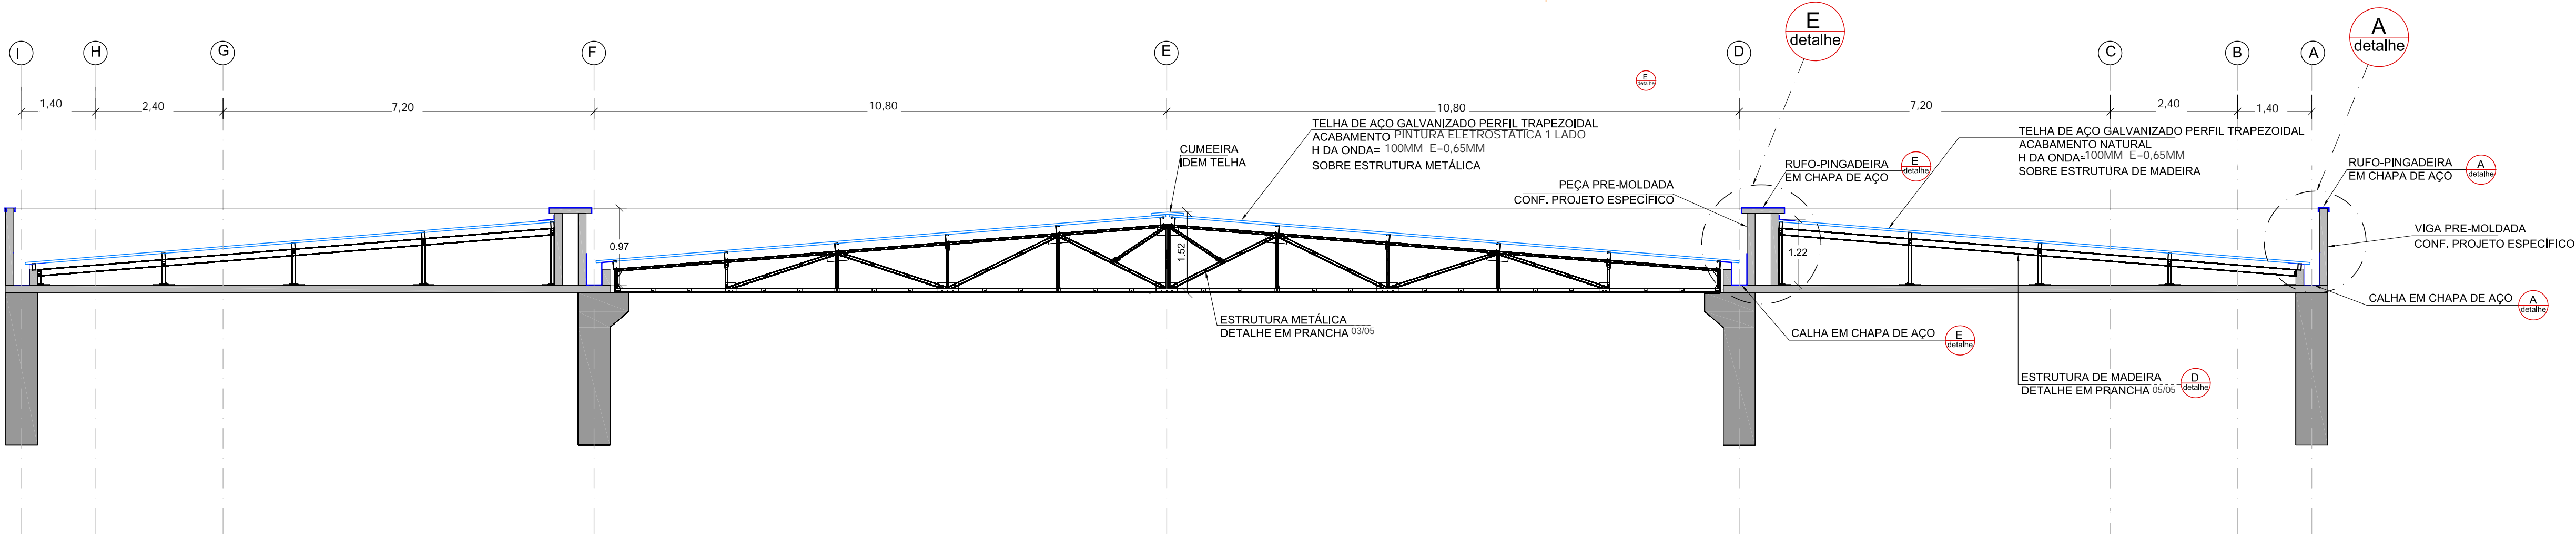 I
H
G
F
E
D
C
B
A
E
detalhe
A
detalhe
E
detalhe
1,40
2,40
7,20
10,80
10,80
7,20
2,40
1,40
CUMEEIRA
IDEM TELHA
TELHA DE AÇO GALVANIZADO PERFIL TRAPEZOIDAL
ACABAMENTO PINTURA ELETROSTÁTICA 1 LADO
H DA ONDA= 100MM E=0,65MM
SOBRE ESTRUTURA METÁLICA
PEÇA PRE-MOLDADA
CONF. PROJETO ESPECÍFICO
RUFO-PINGADEIRA
EM CHAPA DE AÇO
E
detalhe
TELHA DE AÇO GALVANIZADO PERFIL TRAPEZOIDAL
ACABAMENTO NATURAL
H DA ONDA= 100MM E=0,65MM
SOBRE ESTRUTURA DE MADEIRA
RUFO-PINGADEIRA
EM CHAPA DE AÇO
A
detalhe
VIGA PRE-MOLDADA
CONF. PROJETO ESPECÍFICO
0.97
1.52
1.22
ESTRUTURA METÁLICA
DETALHE EM PRANCHA 03/05
CALHA EM CHAPA DE AÇO
E
detalhe
CALHA EM CHAPA DE AÇO
A
detalhe
ESTRUTURA DE MADEIRA
DETALHE EM PRANCHA 05/05
D
detalhe